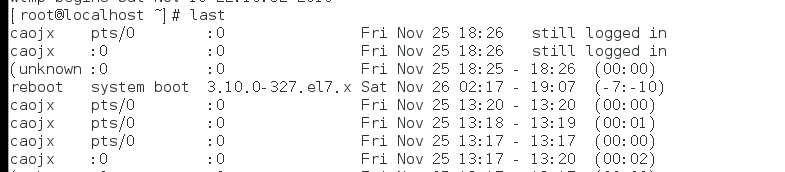 wtmp begins Sat Nov
[root@localhost ~]# last
caojx pts/0 :0 Fri Nov 25 18:26 still logged in
caojx :0 :0 Fri Nov 25 18:26 still logged in
(unknown :0 :0 Fri Nov 25 18:25 - 18:26 (00:00)
reboot system boot 3.10.0-327.el7.x Sat Nov 26 02:17 - 19:07 (-7:-10)
caojx pts/0 :0 Fri Nov 25 13:20 - 13:20 (00:00)
caojx pts/0 :0 Fri Nov 25 13:18 - 13:19 (00:01)
caojx pts/0 :0 Fri Nov 25 13:17 - 13:17 (00:00)
caojx :0 :0 Fri Nov 25 13:17 - 13:20 (00:02)